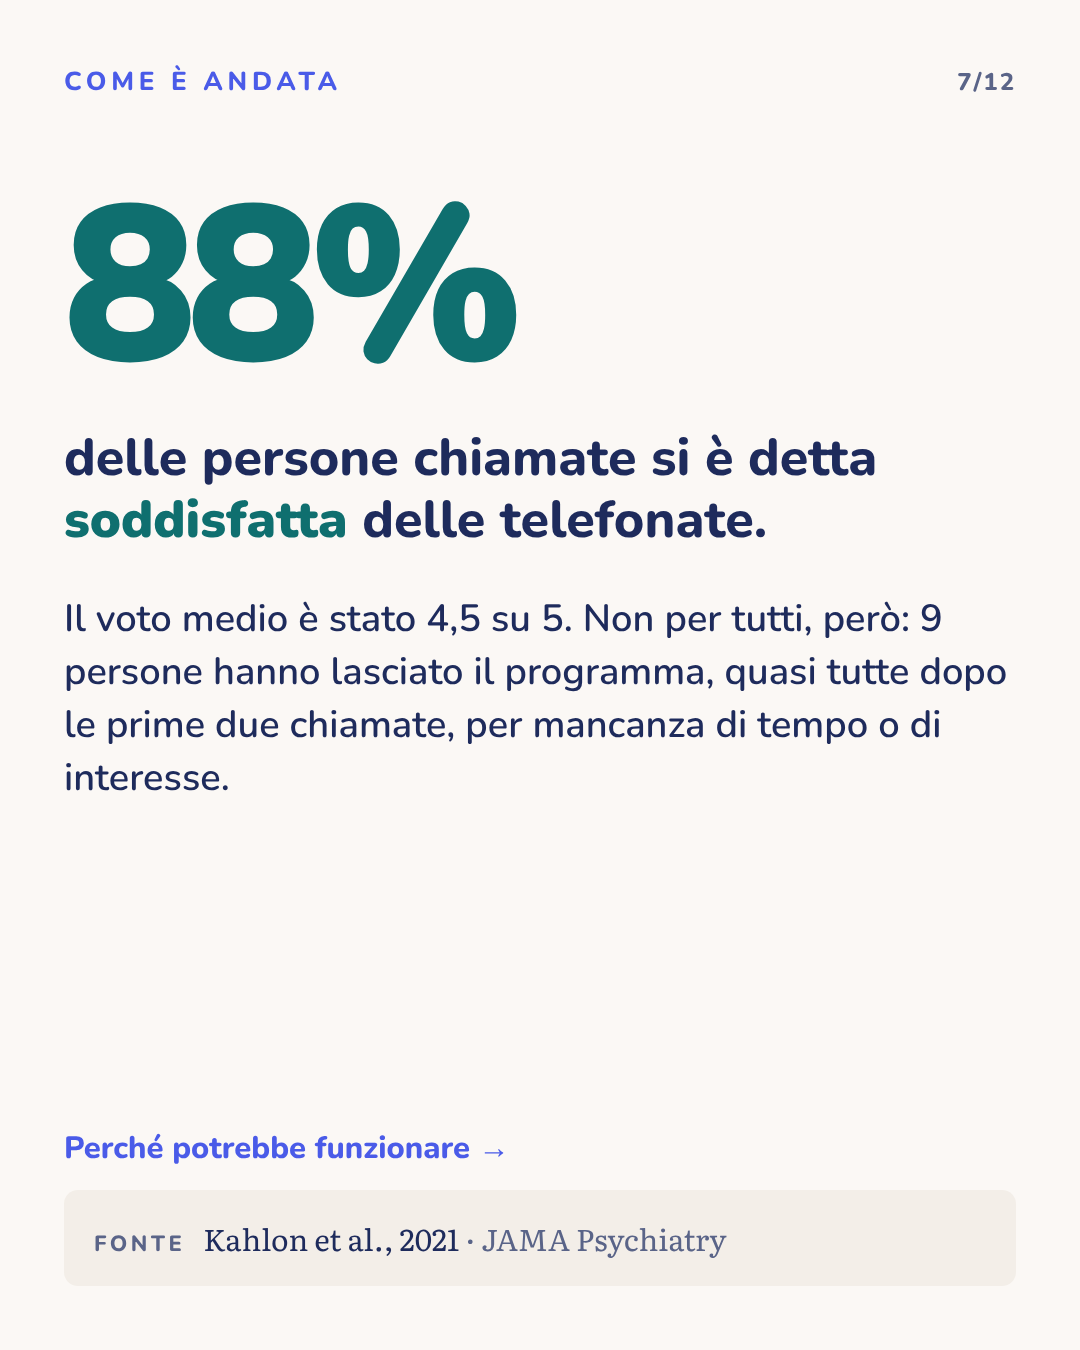 COME È ANDATA
7/12
88%
delle persone chiamate si è detta
soddisfatta delle telefonate.
Il voto medio è stato 4,5 su 5. Non per tutti, però: 9
persone hanno lasciato il programma, quasi tutte dopo
le prime due chiamate, per mancanza di tempo o di
interesse.
Perché potrebbe funzionare →
FONTE Kahlon et al., 2021 · JAMA Psychiatry